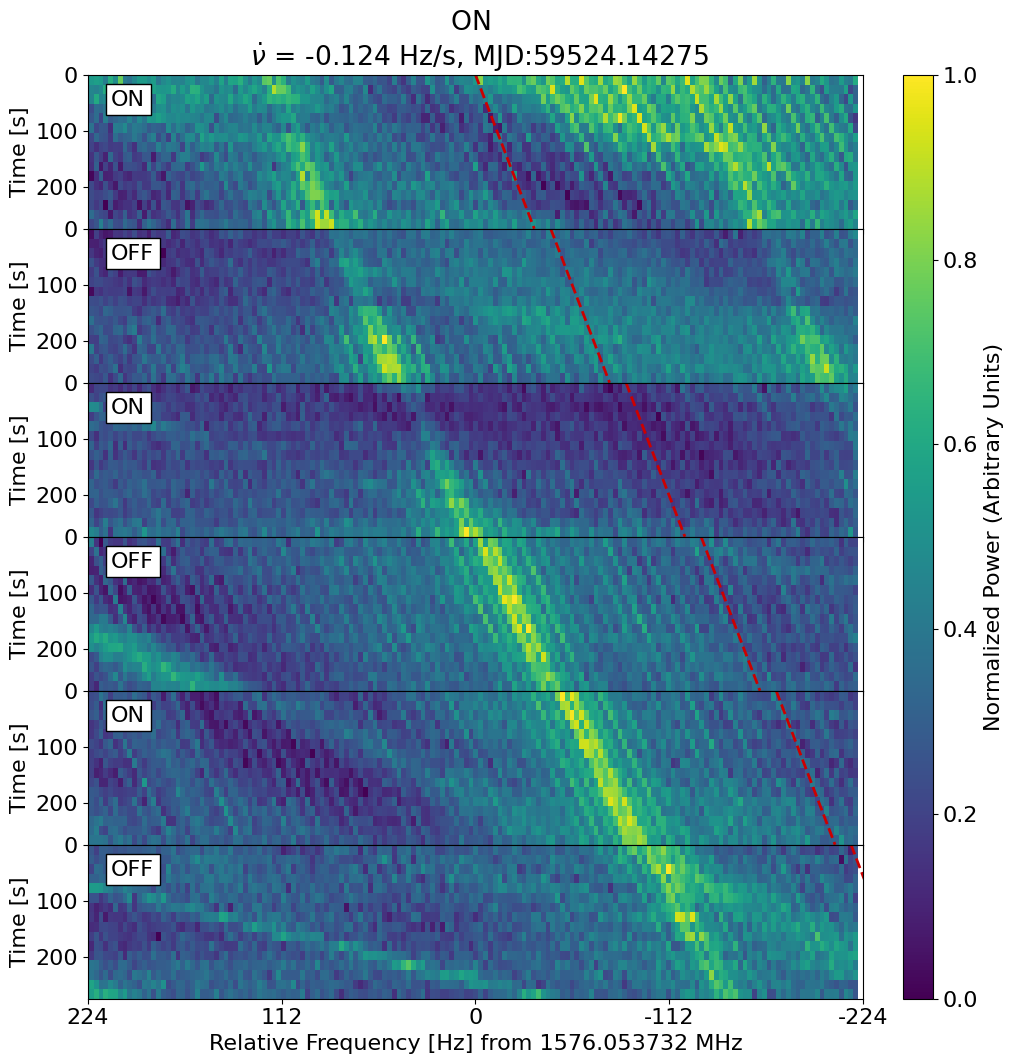 ON
ν̇ = -0.124 Hz/s, MJD:59524.14275
0
100
200
Time [s]
ON
0
100
200
Time [s]
OFF
0
100
200
Time [s]
ON
0
100
200
Time [s]
OFF
0
100
200
Time [s]
ON
0
100
200
Time [s]
OFF
224 112 0 -112 -224
Relative Frequency [Hz] from 1576.053732 MHz
1.0
0.8
0.6
0.4
0.2
0.0
Normalized Power (Arbitrary Units)